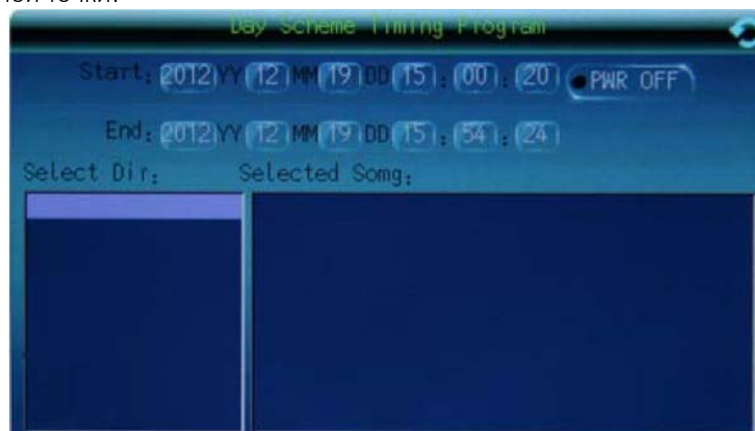 Day Scheme Timing Program
Start: 2012 YY 12 MM 19 DD 15 : 00 : 20 PWR OFF
End: 2012 YY 12 MM 19 DD 15 : 54 : 24
Select Dir: Selected Somg: